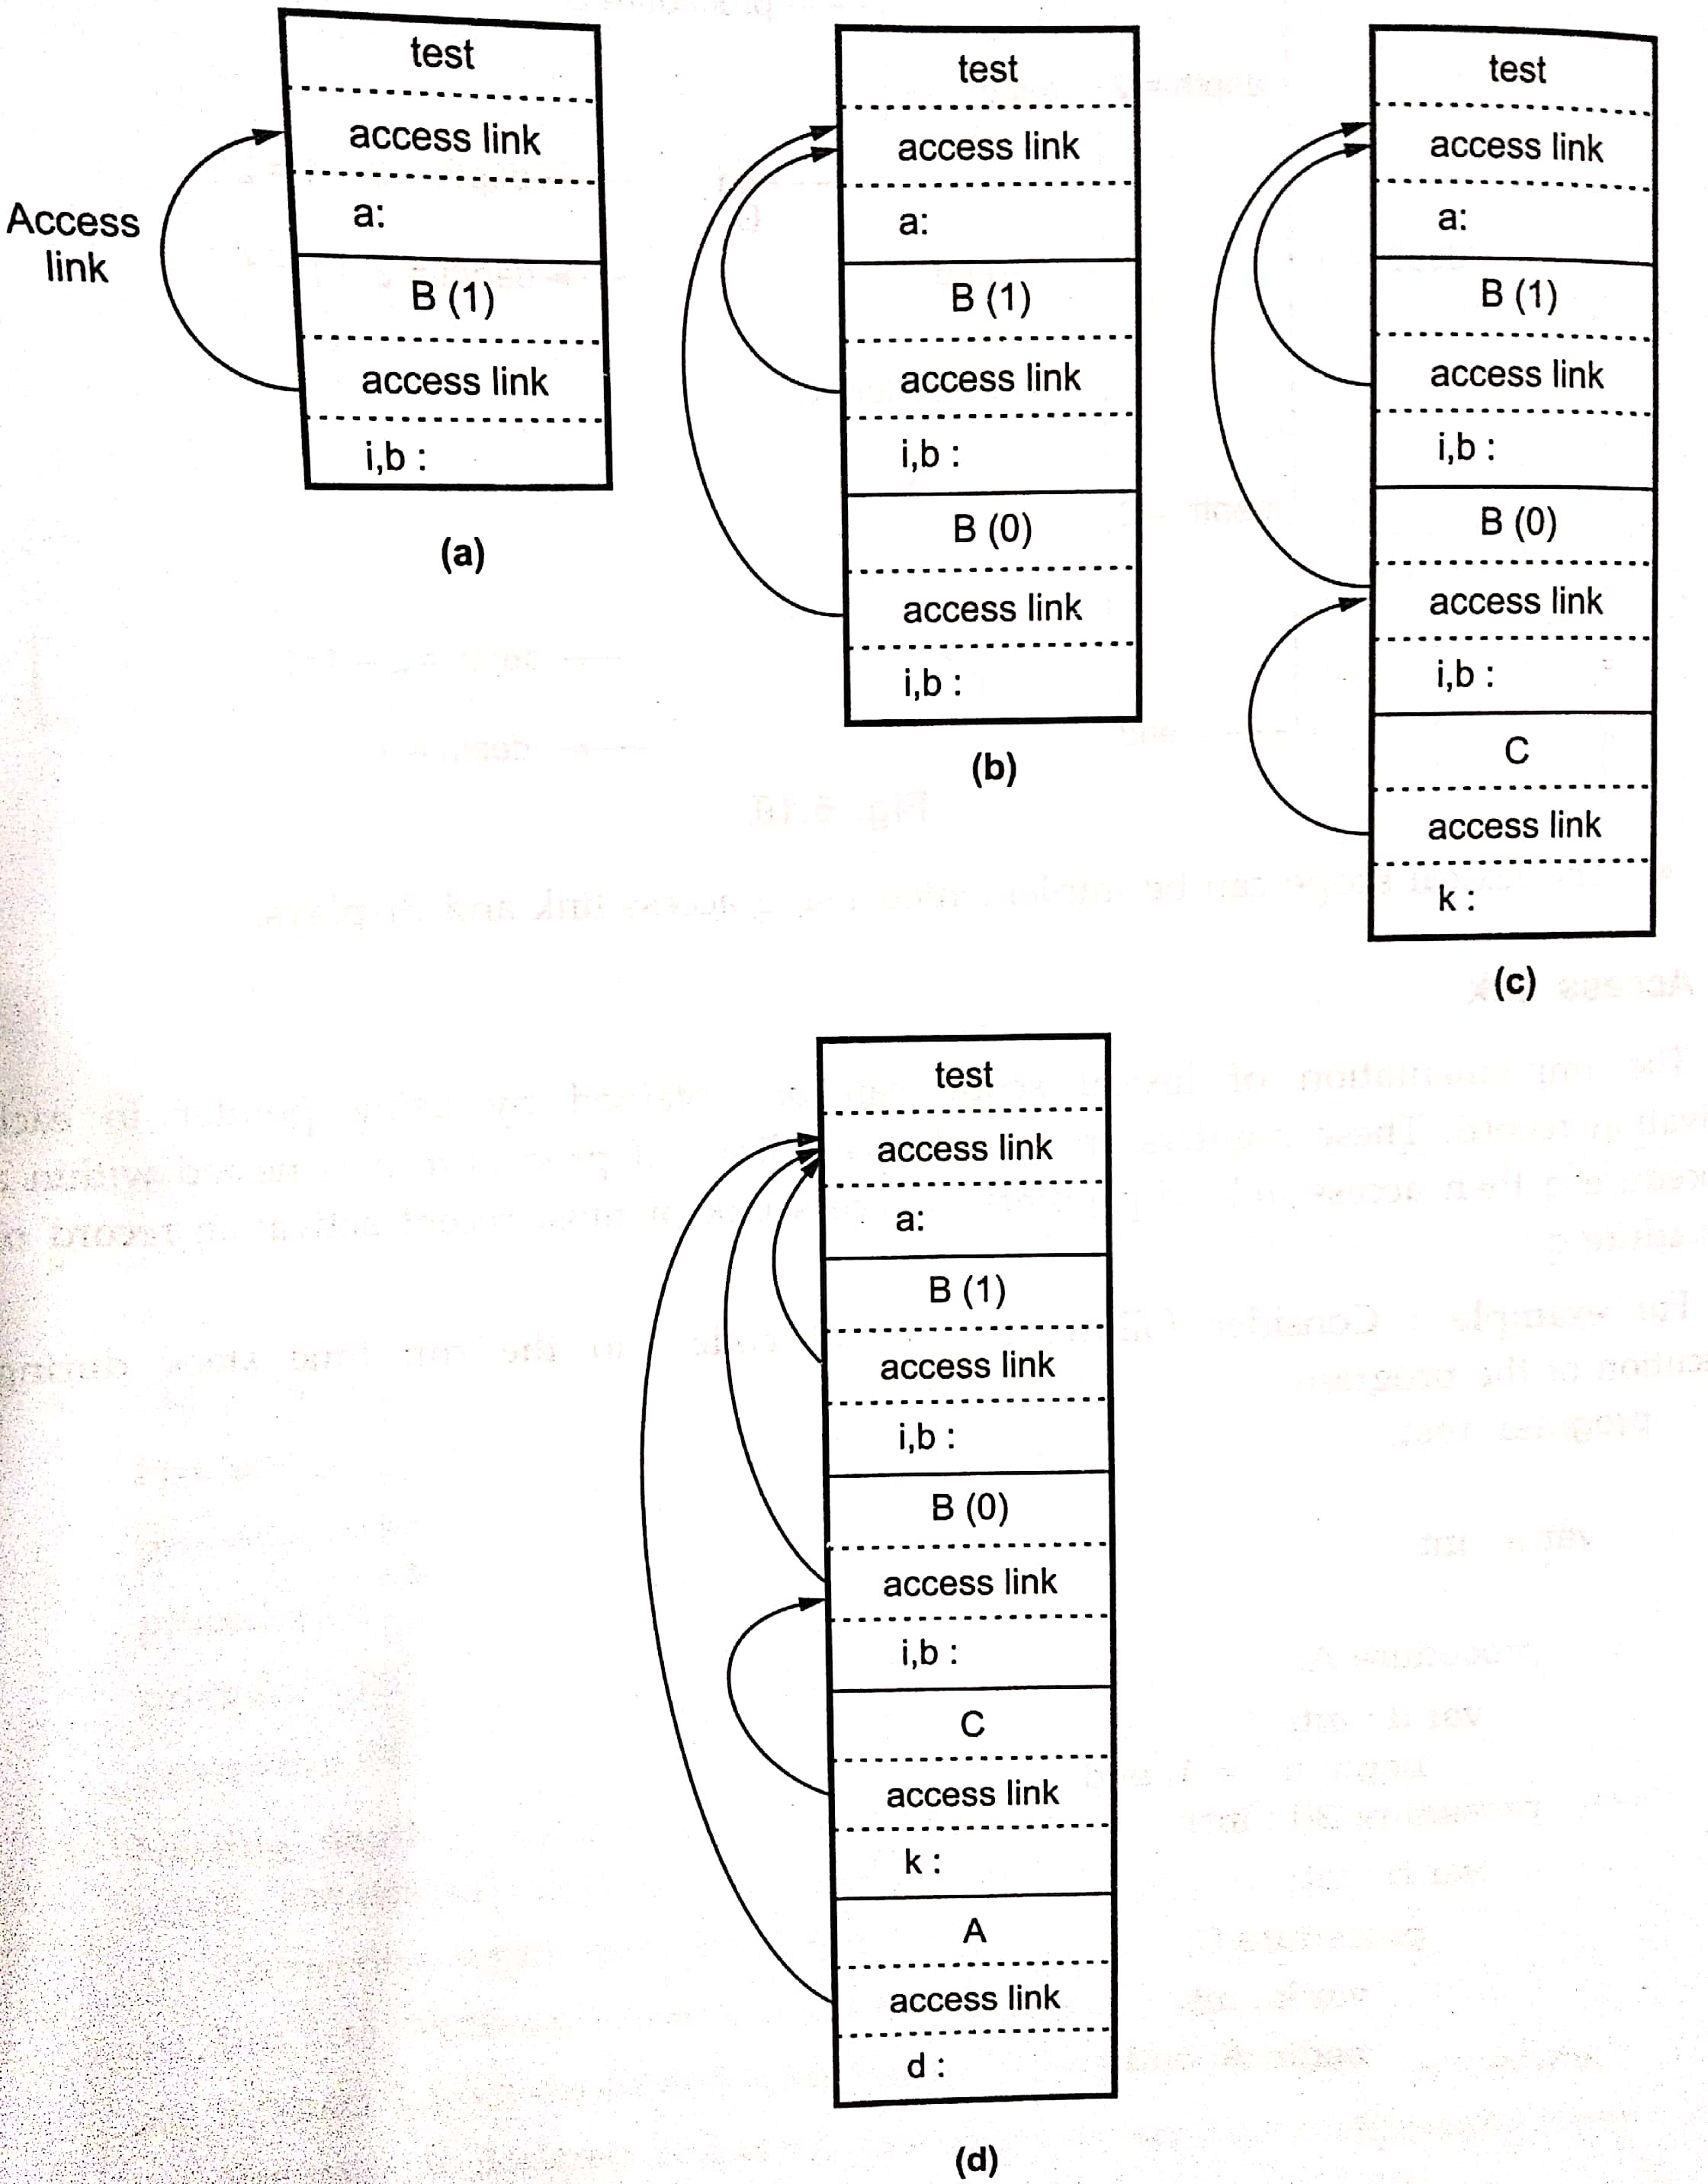 test
access link
a:
Access
link
B (1)
access link
i,b :
(a)
test
access link
a:
B (1)
access link
i,b :
B (0)
access link
i,b :
(b)
test
access link
a:
B (1)
access link
i,b :
B (0)
access link
i,b :
C
access link
k :
(c)
test
access link
a:
B (1)
access link
i,b :
B (0)
access link
i,b :
C
access link
k :
A
access link
d :
(d)